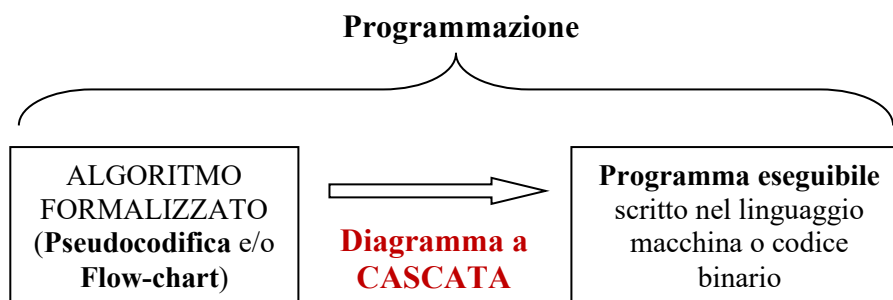 Programmazione
ALGORITMO
FORMALIZZATO
(Pseudocodifica e/o
Flow-chart)
Diagramma a
CASCATA
Programma eseguibile
scritto nel linguaggio
macchina o codice
binario